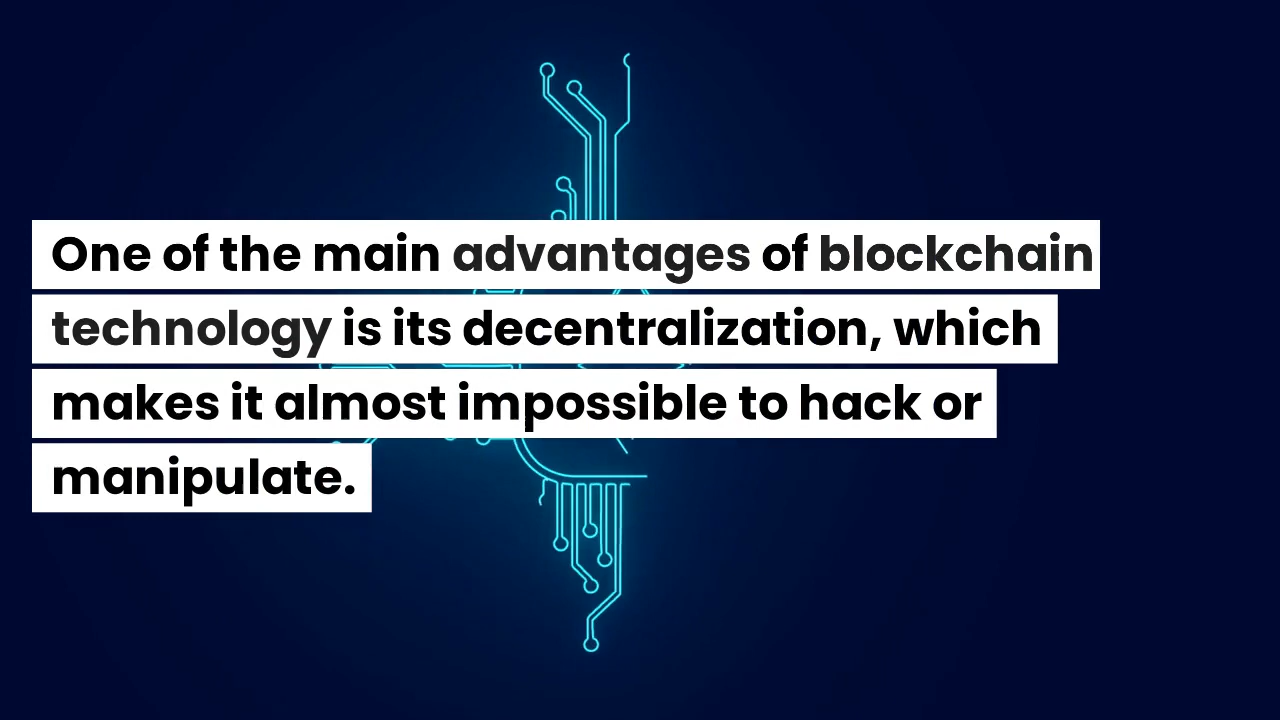 One of the main advantages of blockchain
technology is its decentralization, which
makes it almost impossible to hack or
manipulate.